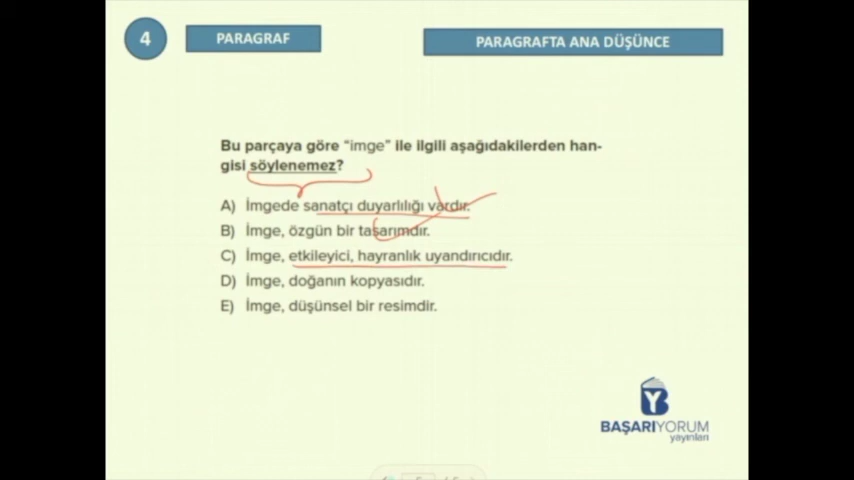 4
PARAGRAF
PARAGRAFTA ANA DÜŞÜNCE
Bu parçaya göre “imge” ile ilgili aşağıdakilerden han-
gisi söylenemez?
A) İmgede sanatçı duyarlılığı vardır.
B) İmge, özgün bir tasarımdır.
C) İmge, etkileyici, hayranlık uyandırıcıdır.
D) İmge, doğanın kopyasıdır.
E) İmge, düşünsel bir resimdir.
BAŞARIYORUM
yayınları